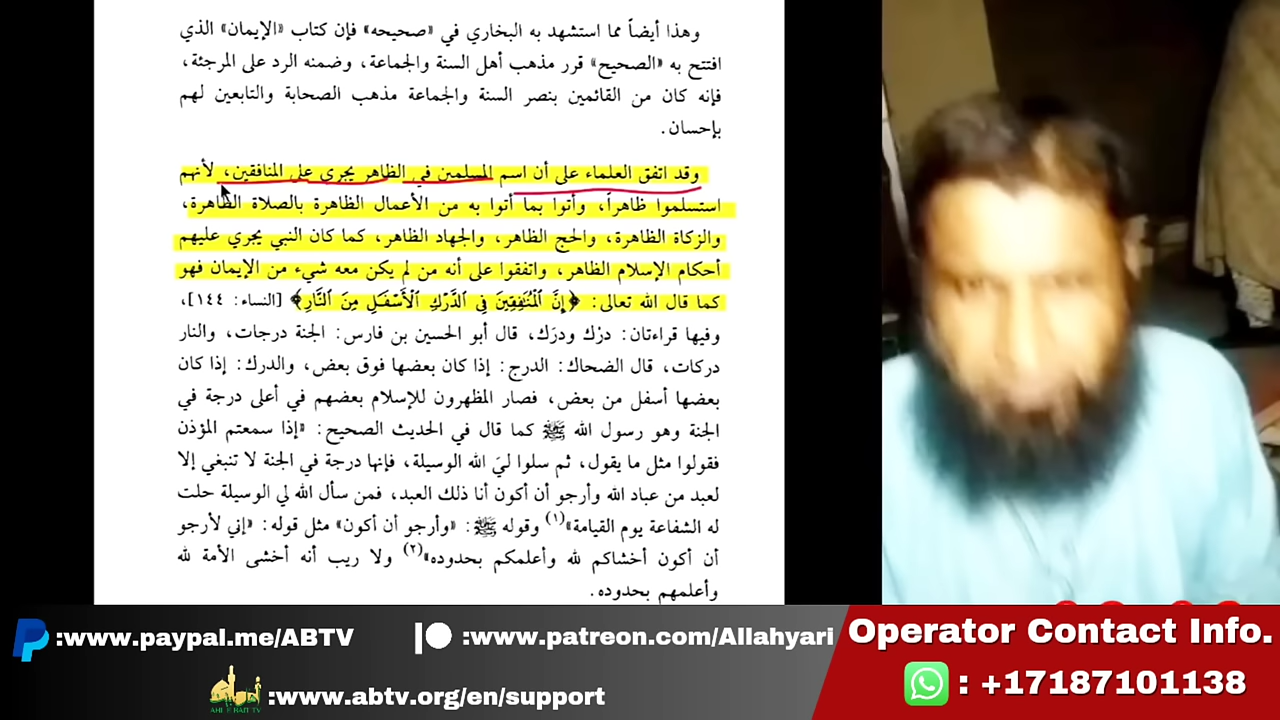 وهذا أيضاً مما استشهد به البخاري في «صحيحه» فإن كتاب «الإيمان» الذي
افتتح به «الصحيح» قرر مذهب أهل السنة والجماعة، وضمنه الرد على المرجئة،
فإنه كان من القائمين بنصر السنة والجماعة مذهب الصحابة والتابعين لهم
بإحسان.
وقد اتفق العلماء على أن اسم المسلمين في الظاهر يجري على المنافقين، لأنهم
استسلموا ظاهراً، وأتوا بما أتوا به من الأعمال الظاهرة بالصلاة الظاهرة،
والزكاة الظاهرة، والحج الظاهر، والجهاد الظاهر، كما كان النبي يجري عليهم
أحكام الإسلام الظاهر، واتفقوا على أنه من لم يكن معه شيء من الإيمان فهو
كما قال الله تعالى: ﴿إِنَّ ٱلْمُنَٰفِقِينَ فِى ٱلدَّرْكِ ٱلْأَسْفَلِ مِنَ ٱلنَّارِ﴾ [النساء: ١٤٤]،
وفيها قراءتان: درْك ودرَك، قال أبو الحسين بن فارس: الجنة درجات، والنار
دركات، قال الضحاك: الدرج: إذا كان بعضها فوق بعض، والدرك: إذا كان
بعضها أسفل من بعض، فصار المظهرون للإسلام بعضهم في أعلى درجة في
الجنة وهو رسول الله ﷺ كما قال في الحديث الصحيح: «إذا سمعتم المؤذن
فقولوا مثل ما يقول، ثم سلوا ليَ الله الوسيلة، فإنها درجة في الجنة لا تنبغي إلا
لعبد من عباد الله وأرجو أن أكون أنا ذلك العبد، فمن سأل الله لي الوسيلة حلت
له الشفاعة يوم القيامة»(١) وقوله ﷺ: «وأرجو أن أكون» مثل قوله: «إني لأرجو
أن أكون أخشاكم لله وأعلمكم بحدوده»(٢) ولا ريب أنه أخشى الأمة لله
وأعلمهم بحدوده.
:www.paypal.me/ABTV
:www.patreon.com/Allahyari
Operator Contact Info.
AHL E BAIT TV
:www.abtv.org/en/support
: +17187101138